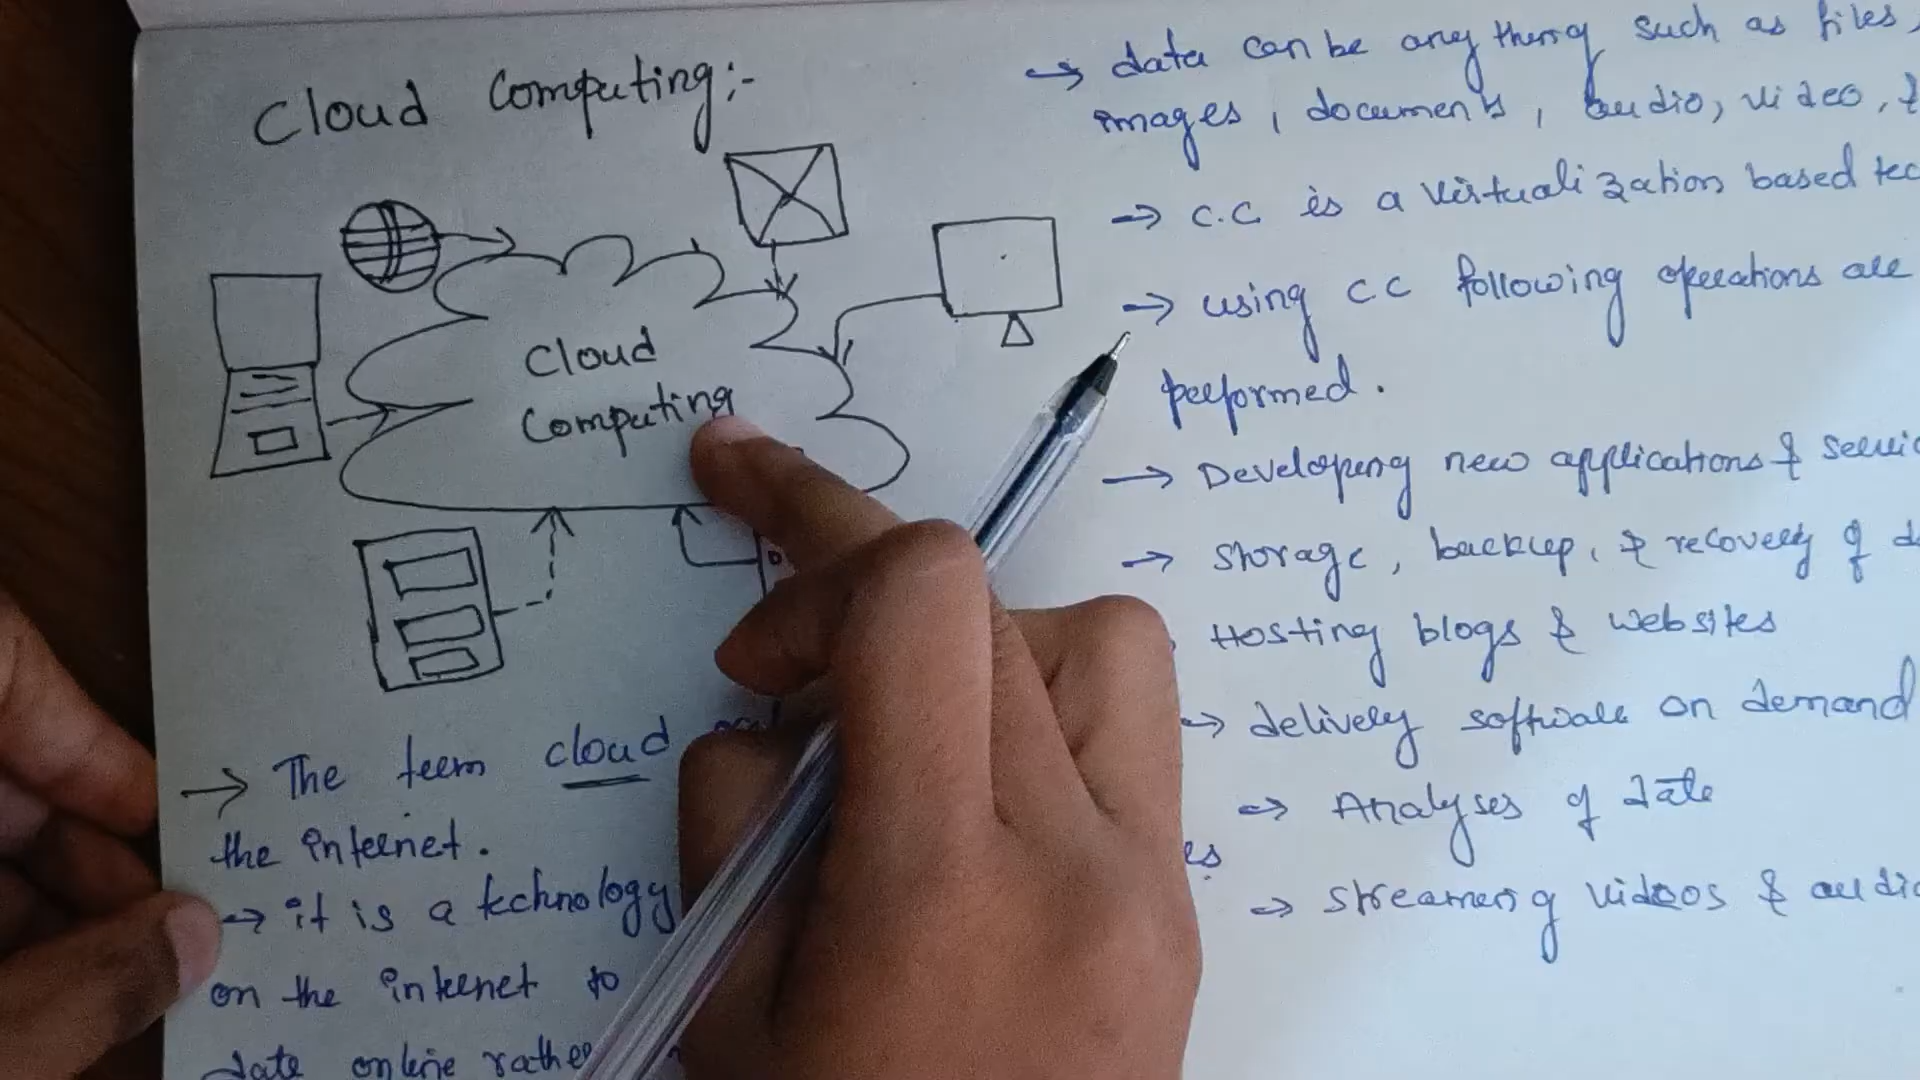 Cloud Computing:-
Cloud
Computing
→ The term cloud
the internet.
→ it is a technology
on the internet to
data online rather
→ data can be any thing such as files,
images, documents, audio, video, &
→ C.C is a virtualization based tec
→ using CC following operations are
performed.
→ Developing new applications & servic
→ storage, backup, & recovery of d
Hosting blogs & websites
→ delivery software on demand
→ Analyses of data
es
→ streaming videos & audio